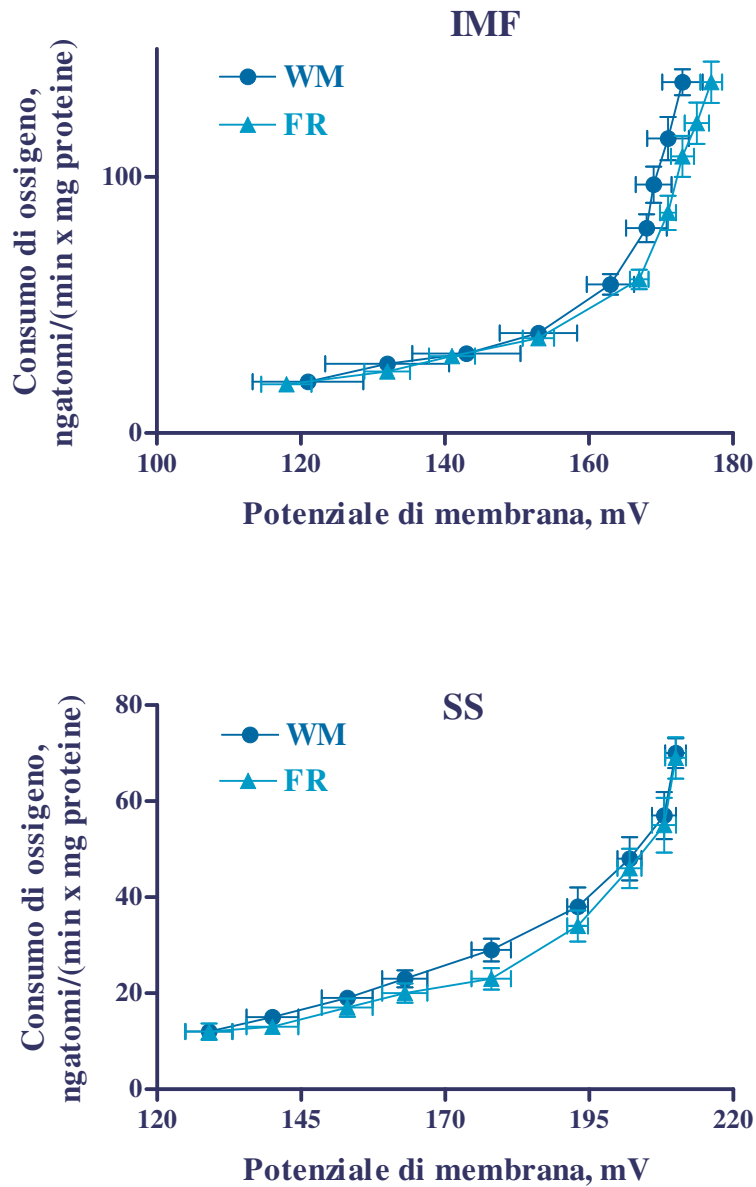 IMF
WM
FR
Consumo di ossigeno,
ngatomi/(min x mg proteine)
100
0
100 120 140 160 180
Potenziale di membrana, mV
SS
WM
FR
Consumo di ossigeno,
ngatomi/(min x mg proteine)
80
60
40
20
0
120 145 170 195 220
Potenziale di membrana, mV